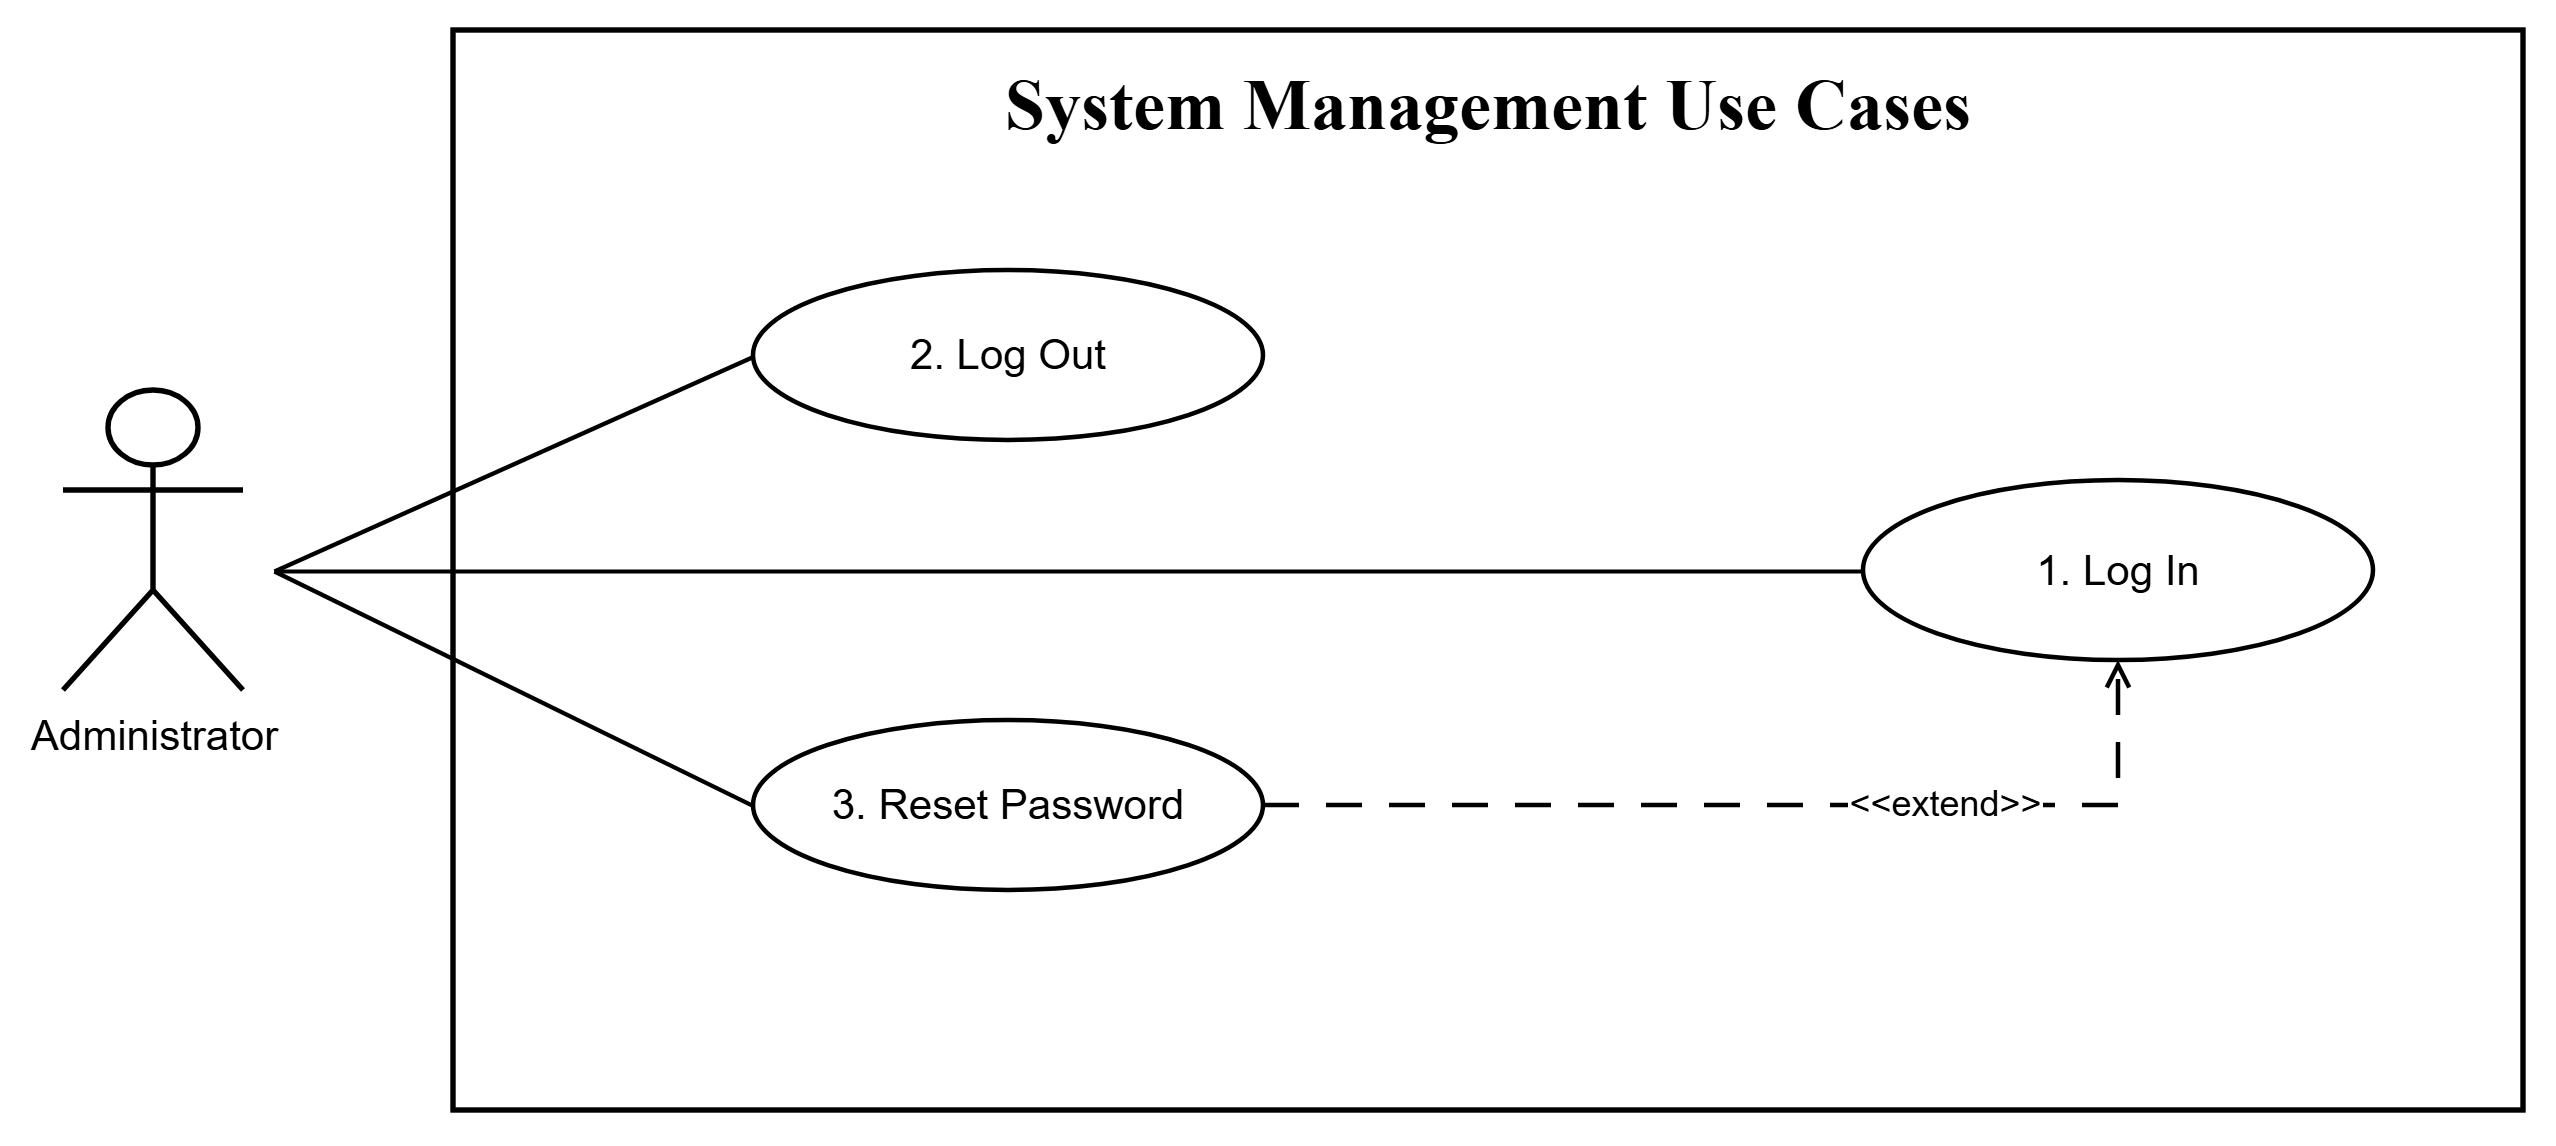 System Management Use Cases
2. Log Out
1. Log In
Administrator
3. Reset Password
<<extend>>